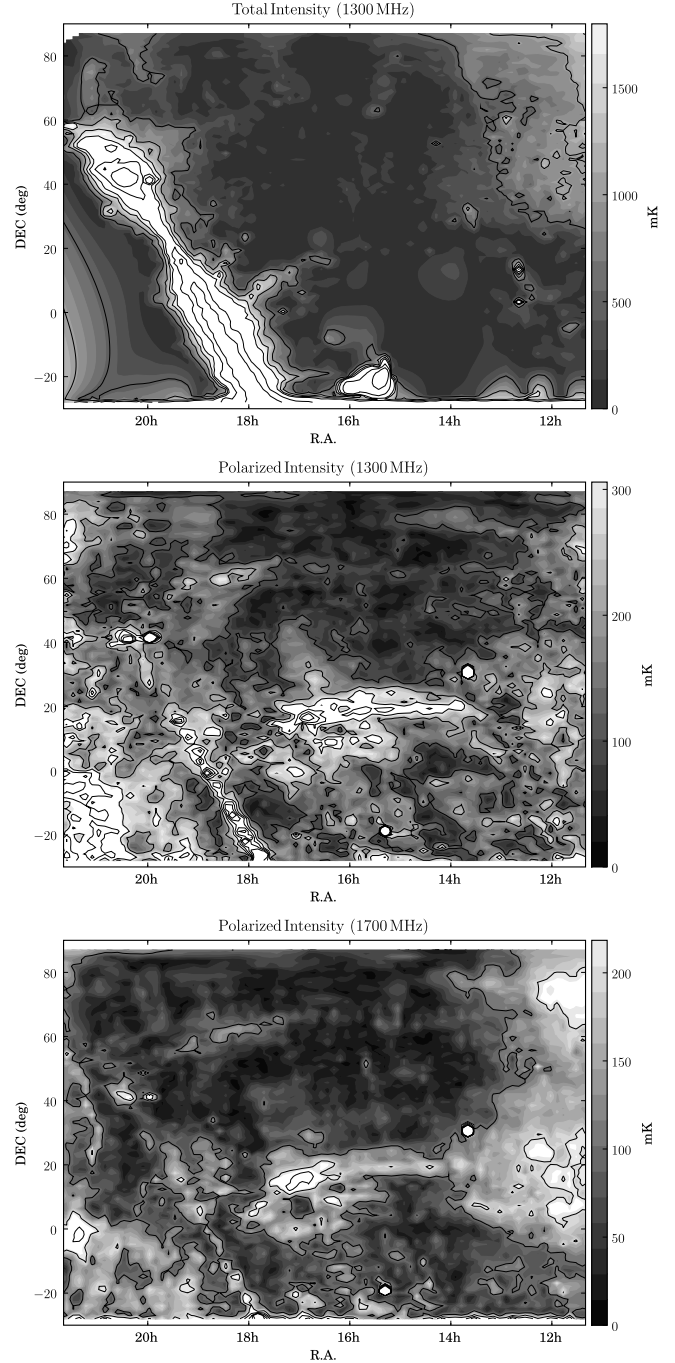 Total Intensity (1300 MHz)
80
60
40
20
0
−20
DEC (deg)
20h 18h 16h 14h 12h
R.A.
1500
1000
500
0
mK
Polarized Intensity (1300 MHz)
80
60
40
20
0
−20
DEC (deg)
20h 18h 16h 14h 12h
R.A.
300
200
100
0
mK
Polarized Intensity (1700 MHz)
80
60
40
20
0
−20
DEC (deg)
20h 18h 16h 14h 12h
R.A.
200
150
100
50
0
mK